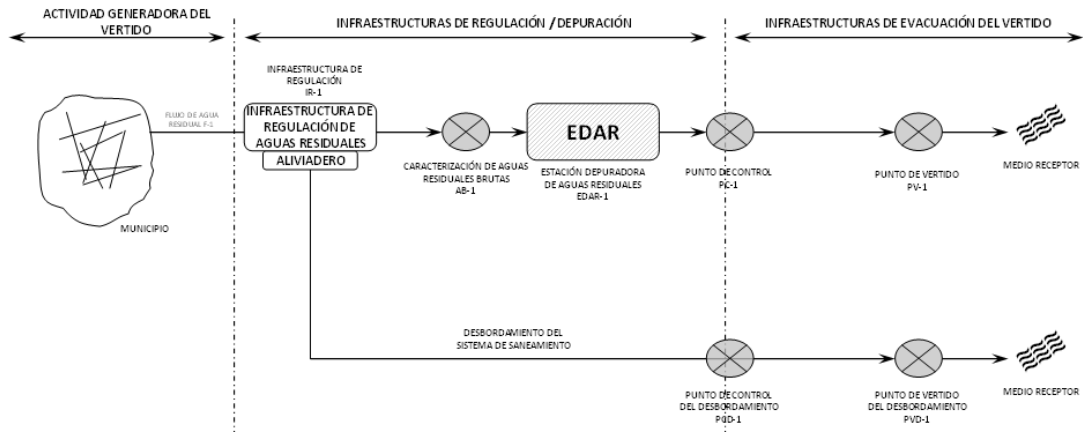 ACTIVIDAD GENERADORA DEL
VERTIDO
INFRAESTRUCTURAS DE REGULACIÓN / DEPURACIÓN
INFRAESTRUCTURAS DE EVACUACIÓN DEL VERTIDO
INFRAESTRUCTURA DE
REGULACIÓN
IR-1
FLUJO DE AGUA
RESIDUAL F-1
INFRAESTRUCTURA DE
REGULACIÓN DE
AGUAS RESIDUALES
ALIVIADERO
EDAR
CARACTERIZACIÓN DE AGUAS
RESIDUALES BRUTAS
AB-1
ESTACIÓN DEPURADORA
DE AGUAS RESIDUALES
EDAR-1
PUNTO DE CONTROL
PC-1
PUNTO DE VERTIDO
PV-1
MEDIO RECEPTOR
MUNICIPIO
DESBORDAMIENTO DEL
SISTEMA DE SANEAMIENTO
PUNTO DE CONTROL
DEL DESBORDAMIENTO
PCD-1
PUNTO DE VERTIDO
DEL DESBORDAMIENTO
PVD-1
MEDIO RECEPTOR